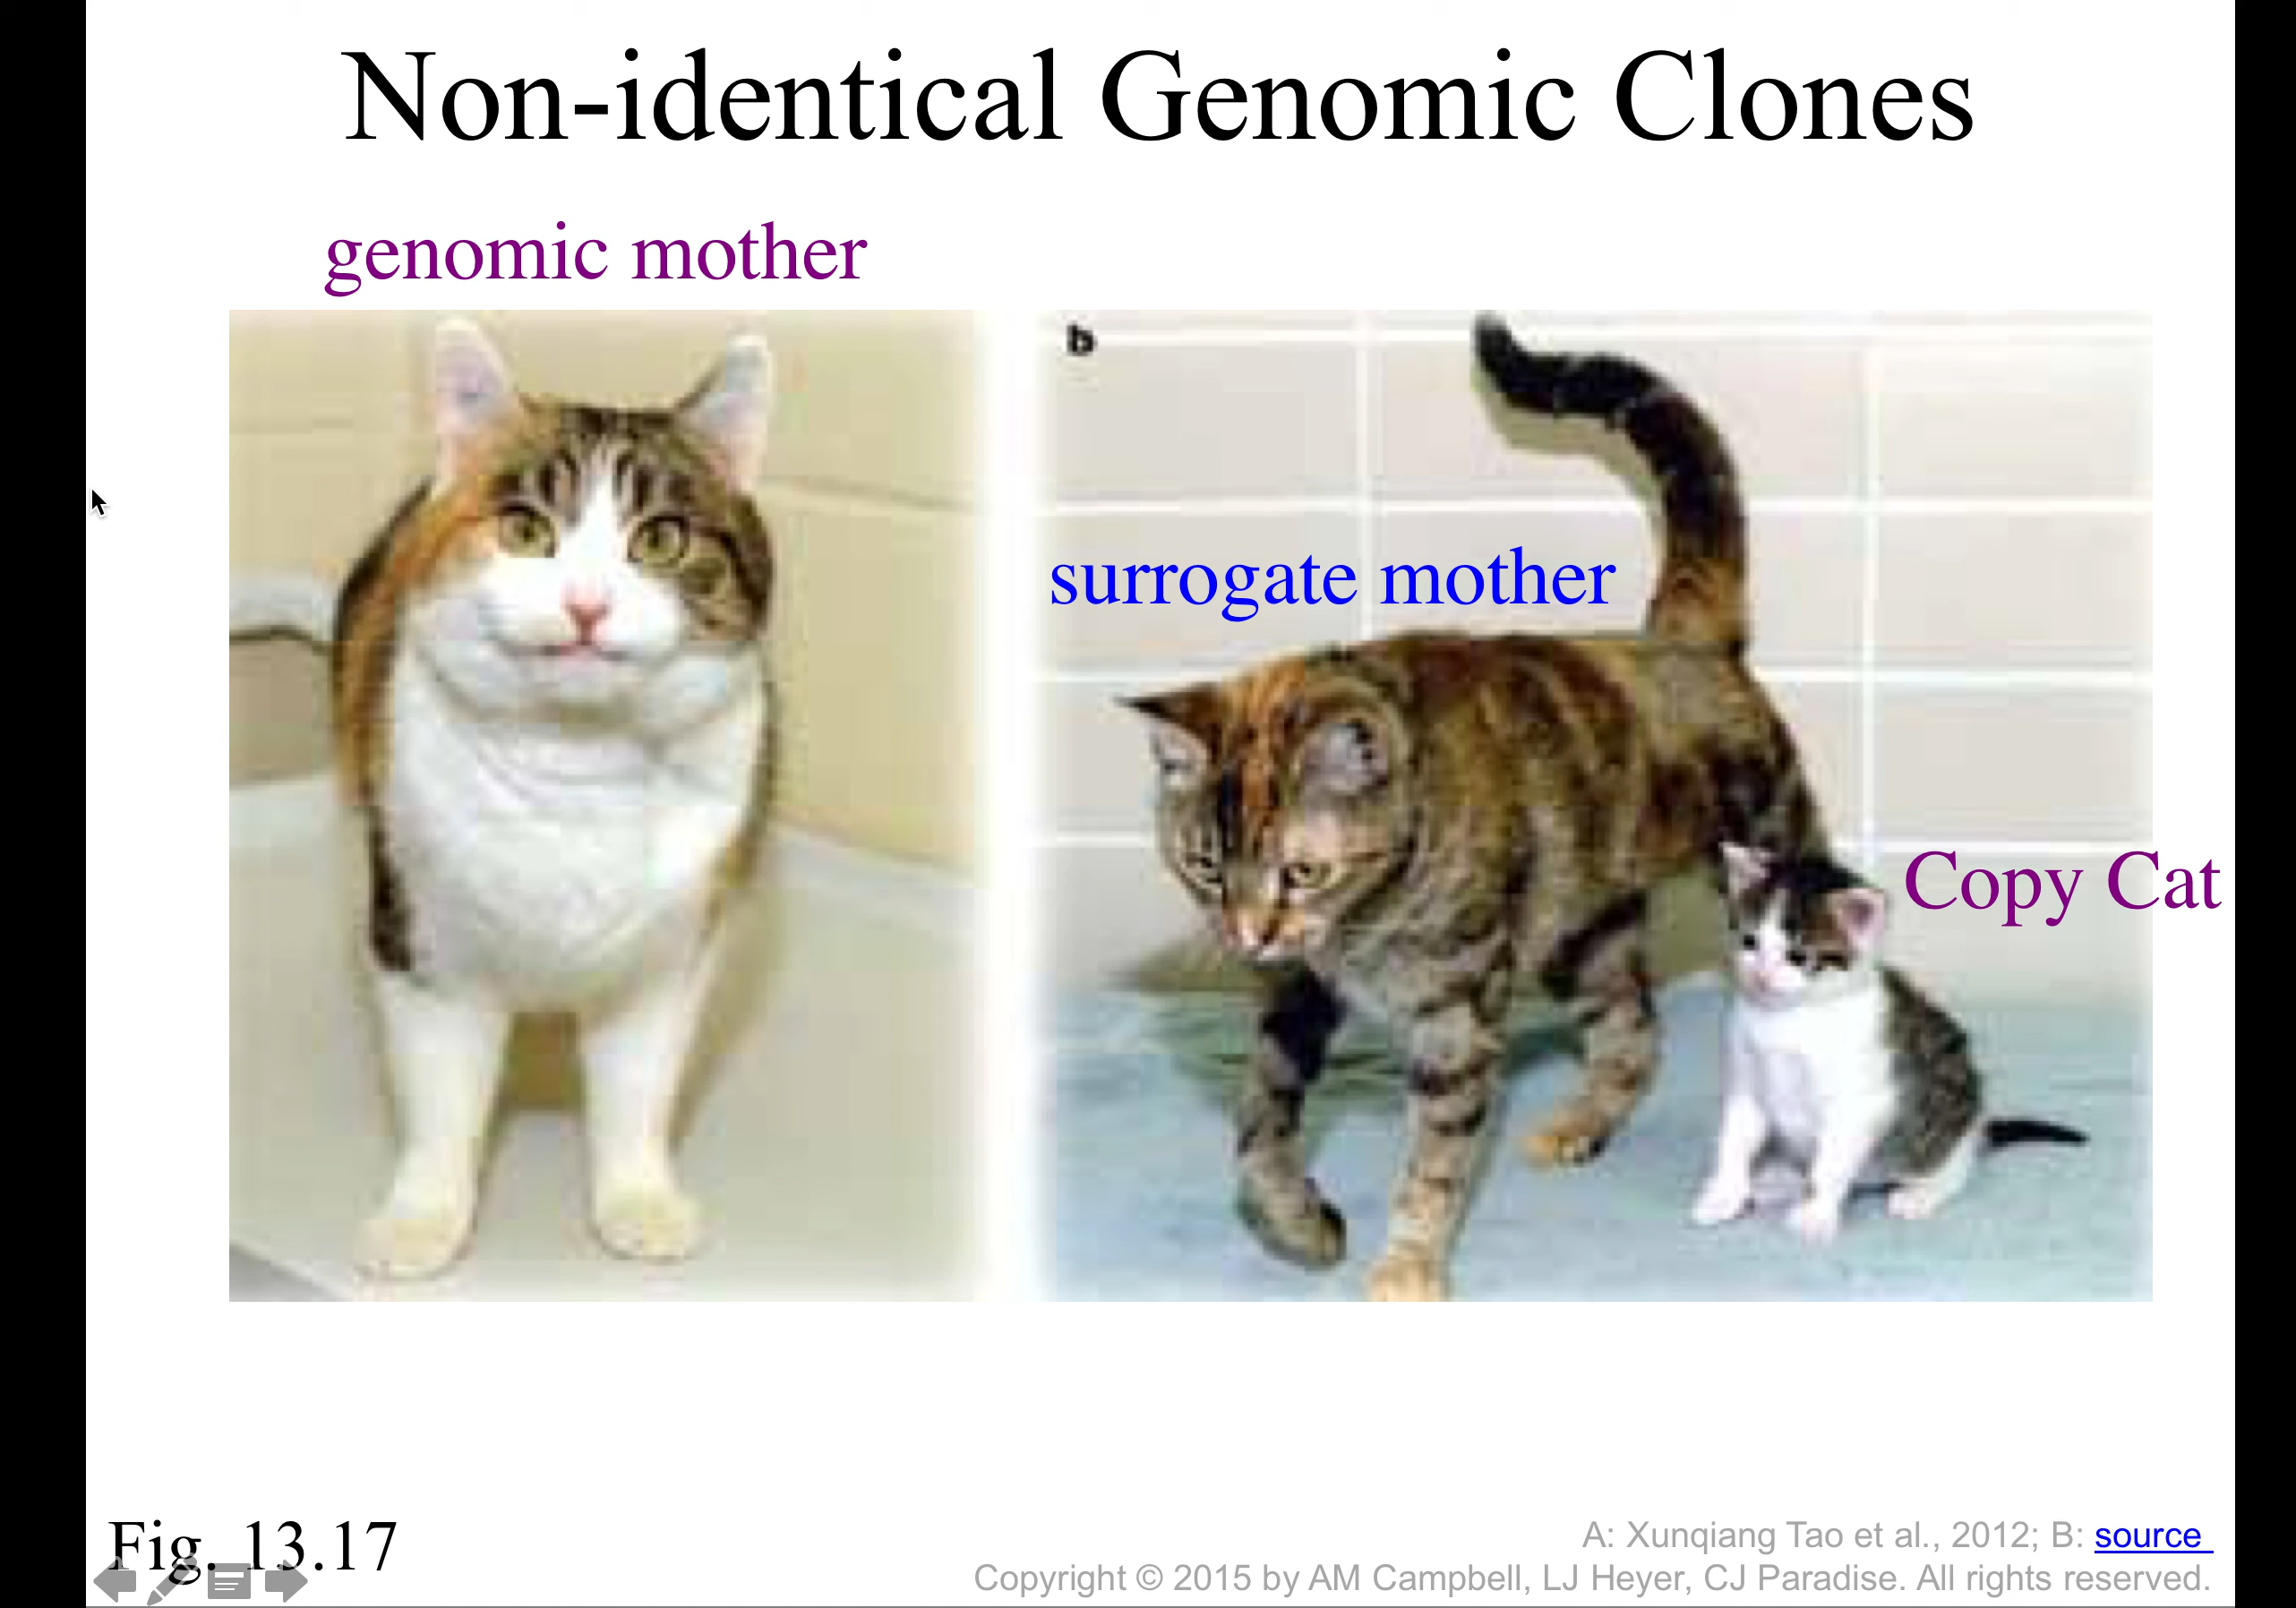 Non-identical Genomic Clones
genomic mother
b
surrogate mother
Copy Cat
Fig. 13.17
A: Xunqiang Tao et al., 2012; B: source
Copyright © 2015 by AM Campbell, LJ Heyer, CJ Paradise. All rights reserved.